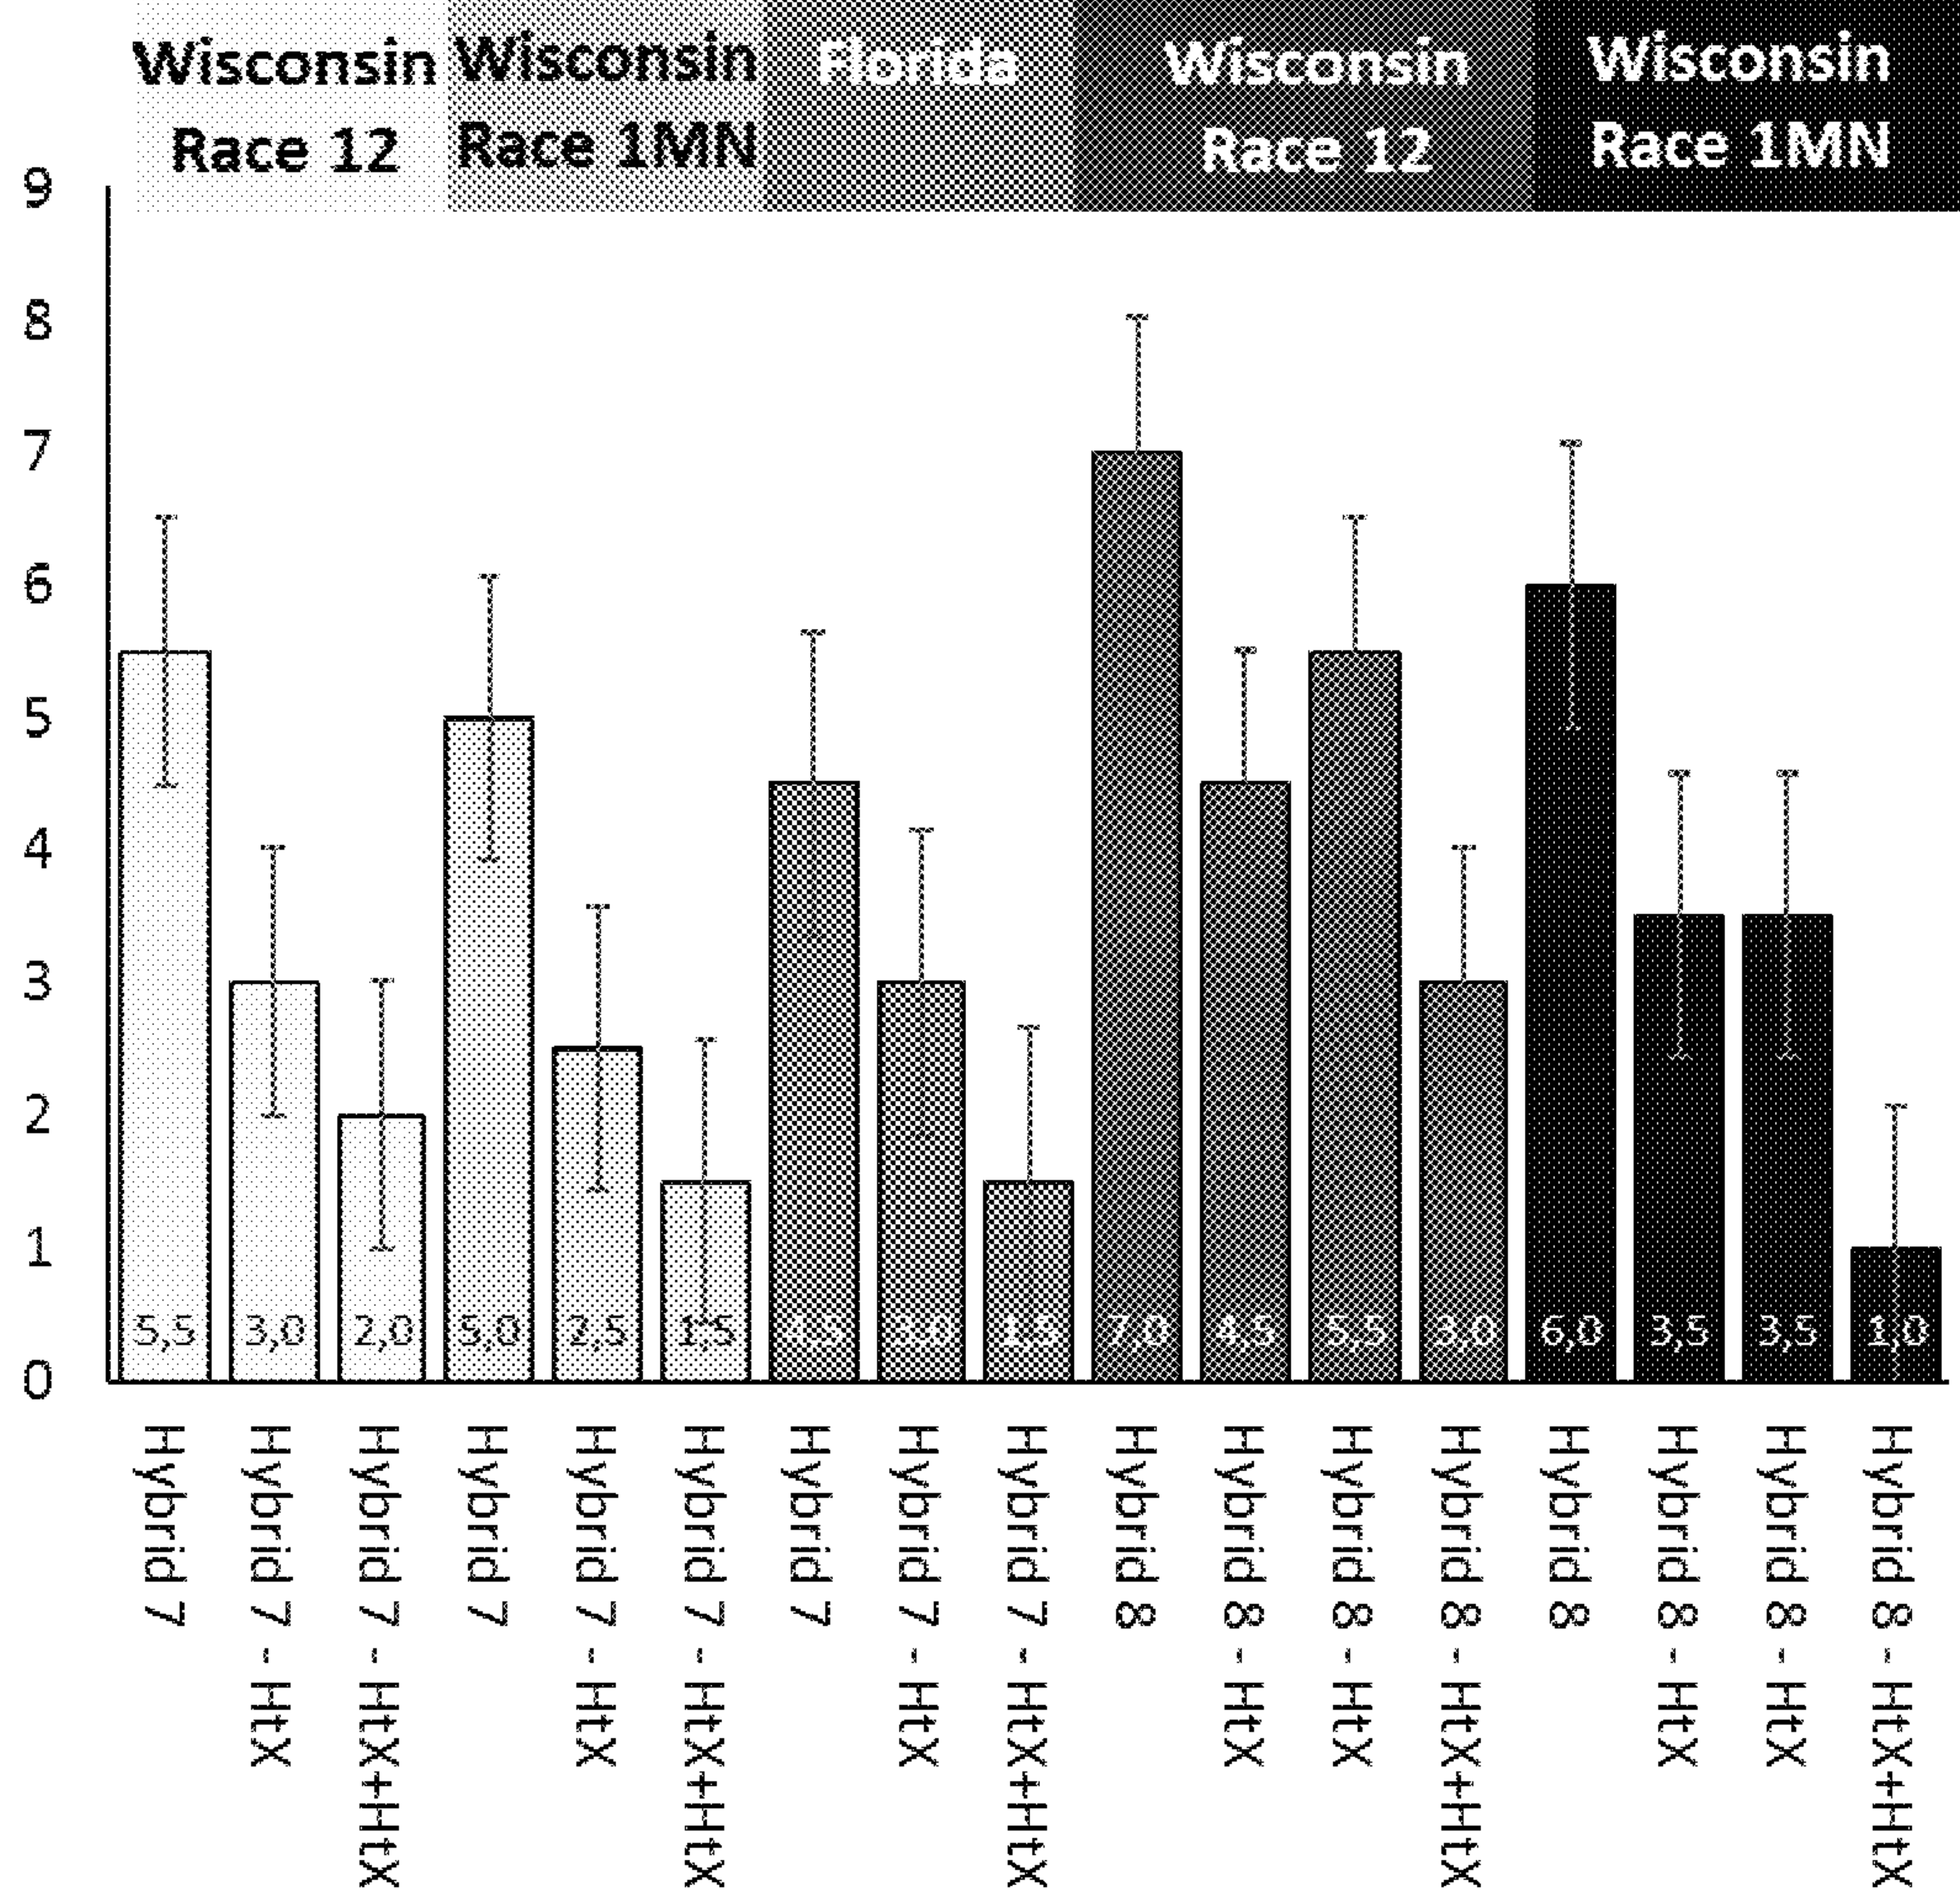 Wisconsin
Race 12
Wisconsin
Race 1MN
Florida
Wisconsin
Race 12
Wisconsin
Race 1MN
9
8
7
6
5
4
3
2
1
0
5,5
3,0
2,0
5,0
2,5
1,5
4,5
3,0
1,5
7,0
4,5
5,5
3,0
6,0
3,5
3,5
1,0
Hybrid 7
Hybrid 7 - HtX
Hybrid 7 - HtX+HtX
Hybrid 7
Hybrid 7 - HtX
Hybrid 7 - HtX+HtX
Hybrid 7
Hybrid 7 - HtX
Hybrid 7 - HtX+HtX
Hybrid 8
Hybrid 8 - HtX
Hybrid 8 - HtX
Hybrid 8 - HtX+HtX
Hybrid 8
Hybrid 8 - HtX
Hybrid 8 - HtX
Hybrid 8 - HtX+HtX